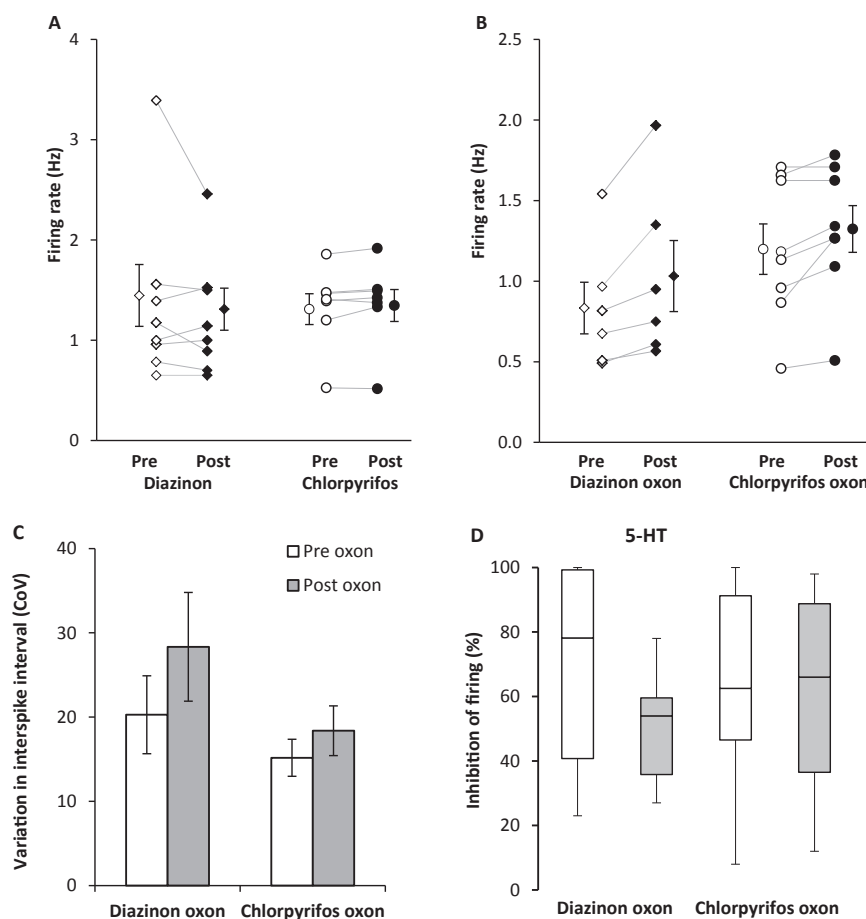 A
4
3
2
1
0
Firing rate (Hz)
Pre Post Pre Post
Diazinon Chlorpyrifos
B
2.5
2.0
1.5
1.0
0.5
0.0
Firing rate (Hz)
Pre Post Pre Post
Diazinon oxon Chlorpyrifos oxon
C
40
30
20
10
0
Variation in interspike interval (CoV)
Pre oxon
Post oxon
Diazinon oxon Chlorpyrifos oxon
D 5-HT
100
80
60
40
20
0
Inhibition of firing (%)
Diazinon oxon Chlorpyrifos oxon